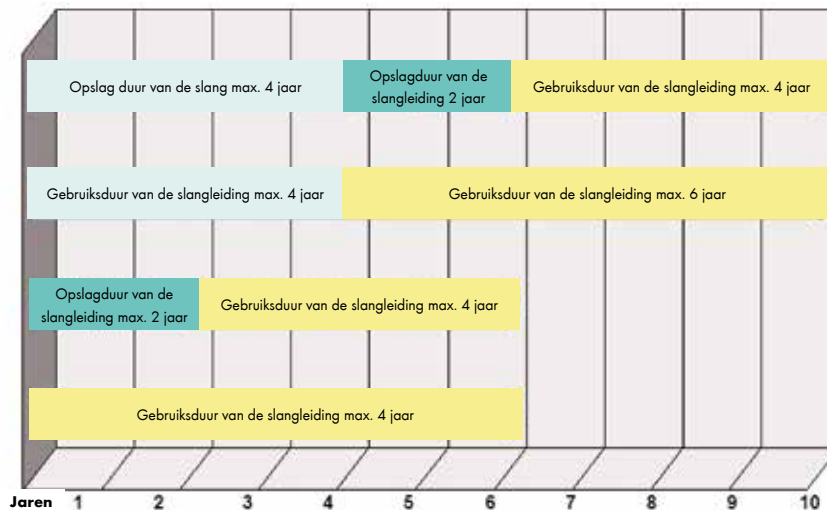 Opslag duur van de slang max. 4 jaar
Opslagduur van de
slangleiding 2 jaar
Gebruiksduur van de slangleiding max. 4 jaar
Gebruiksduur van de slangleiding max. 4 jaar
Gebruiksduur van de slangleiding max. 6 jaar
Opslagduur van de
slangleiding max. 2 jaar
Gebruiksduur van de slangleiding max. 4 jaar
Gebruiksduur van de slangleiding max. 4 jaar
Jaren 1 2 3 4 5 6 7 8 9 10